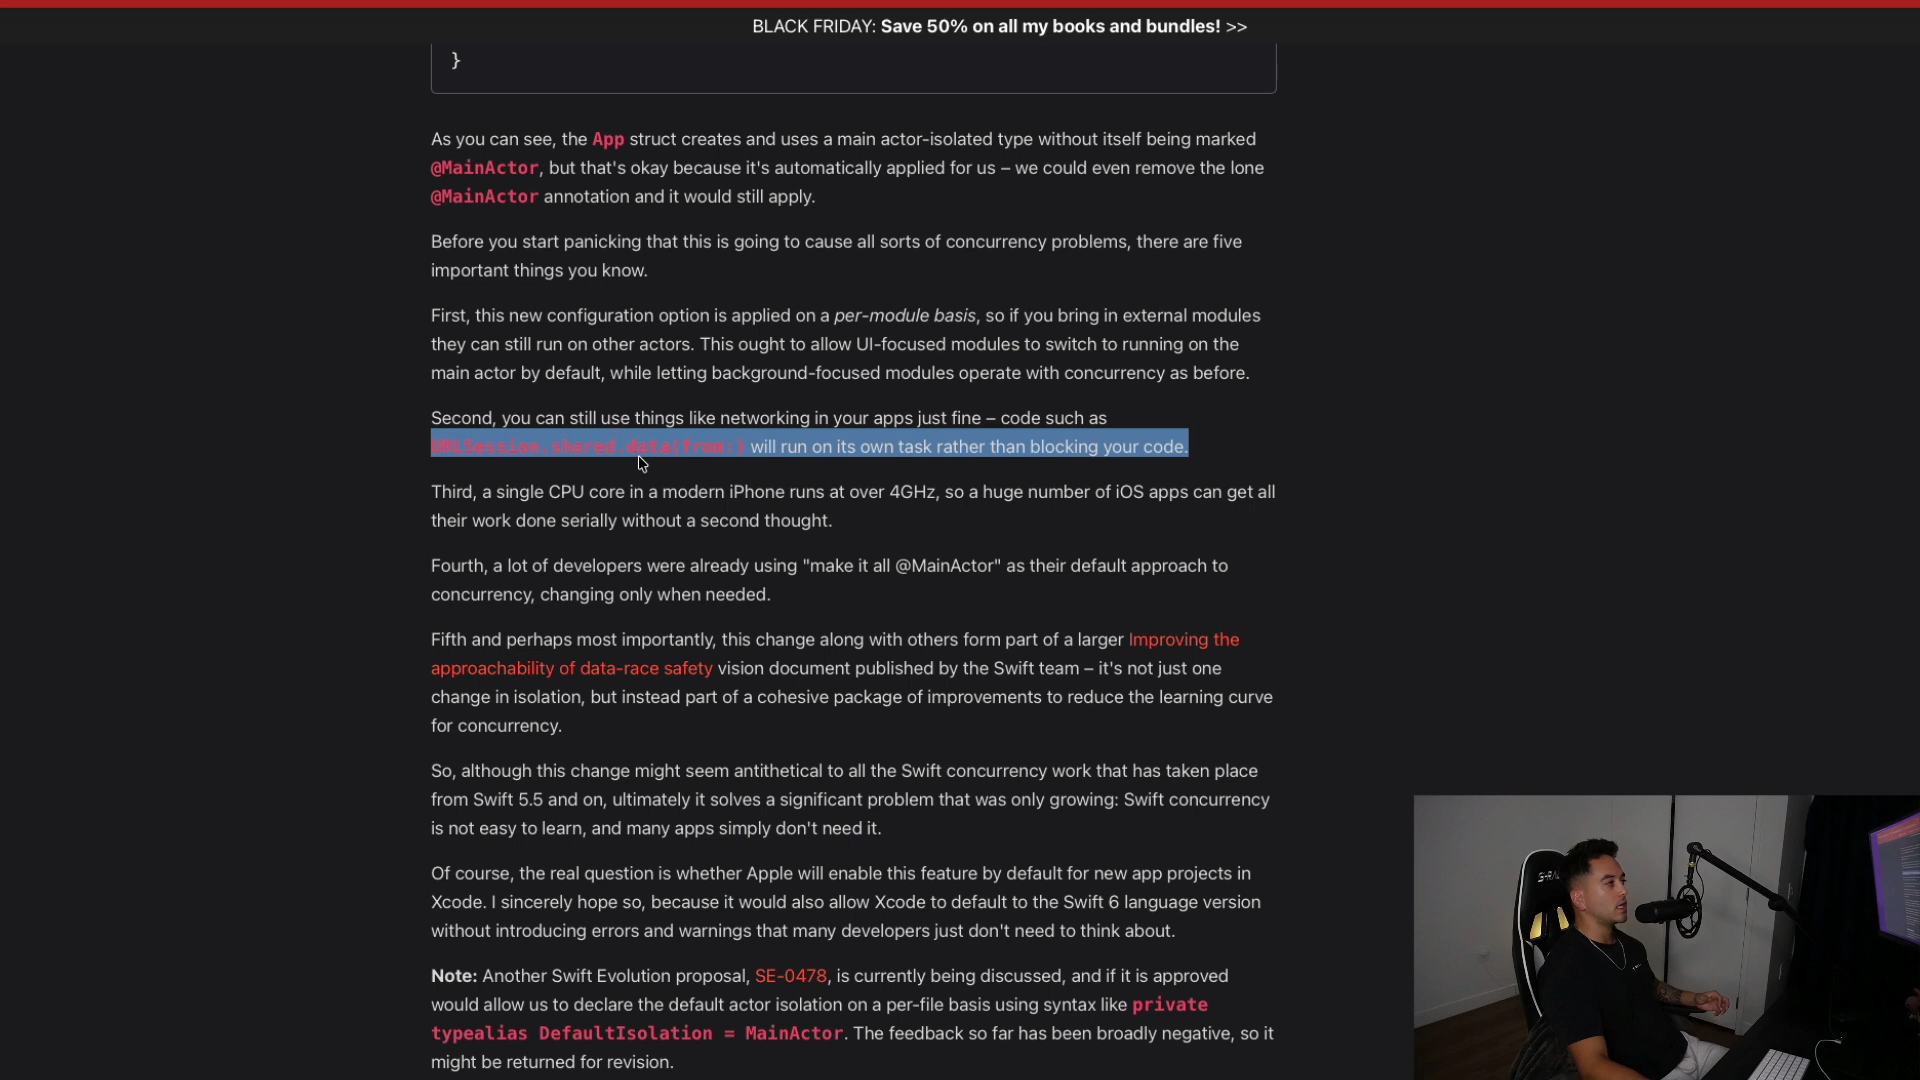 BLACK FRIDAY: Save 50% on all my books and bundles! >>
}
As you can see, the App struct creates and uses a main actor-isolated type without itself being marked
@MainActor, but that's okay because it's automatically applied for us – we could even remove the lone
@MainActor annotation and it would still apply.
Before you start panicking that this is going to cause all sorts of concurrency problems, there are five
important things you know.
First, this new configuration option is applied on a per-module basis, so if you bring in external modules
they can still run on other actors. This ought to allow UI-focused modules to switch to running on the
main actor by default, while letting background-focused modules operate with concurrency as before.
Second, you can still use things like networking in your apps just fine – code such as
URLSession.shared.data(from:) will run on its own task rather than blocking your code.
Third, a single CPU core in a modern iPhone runs at over 4GHz, so a huge number of iOS apps can get all
their work done serially without a second thought.
Fourth, a lot of developers were already using "make it all @MainActor" as their default approach to
concurrency, changing only when needed.
Fifth and perhaps most importantly, this change along with others form part of a larger Improving the
approachability of data-race safety vision document published by the Swift team – it's not just one
change in isolation, but instead part of a cohesive package of improvements to reduce the learning curve
for concurrency.
So, although this change might seem antithetical to all the Swift concurrency work that has taken place
from Swift 5.5 and on, ultimately it solves a significant problem that was only growing: Swift concurrency
is not easy to learn, and many apps simply don't need it.
Of course, the real question is whether Apple will enable this feature by default for new app projects in
Xcode. I sincerely hope so, because it would also allow Xcode to default to the Swift 6 language version
without introducing errors and warnings that many developers just don't need to think about.
Note: Another Swift Evolution proposal, SE-0478, is currently being discussed, and if it is approved
would allow us to declare the default actor isolation on a per-file basis using syntax like private
typealias DefaultIsolation = MainActor. The feedback so far has been broadly negative, so it
might be returned for revision.